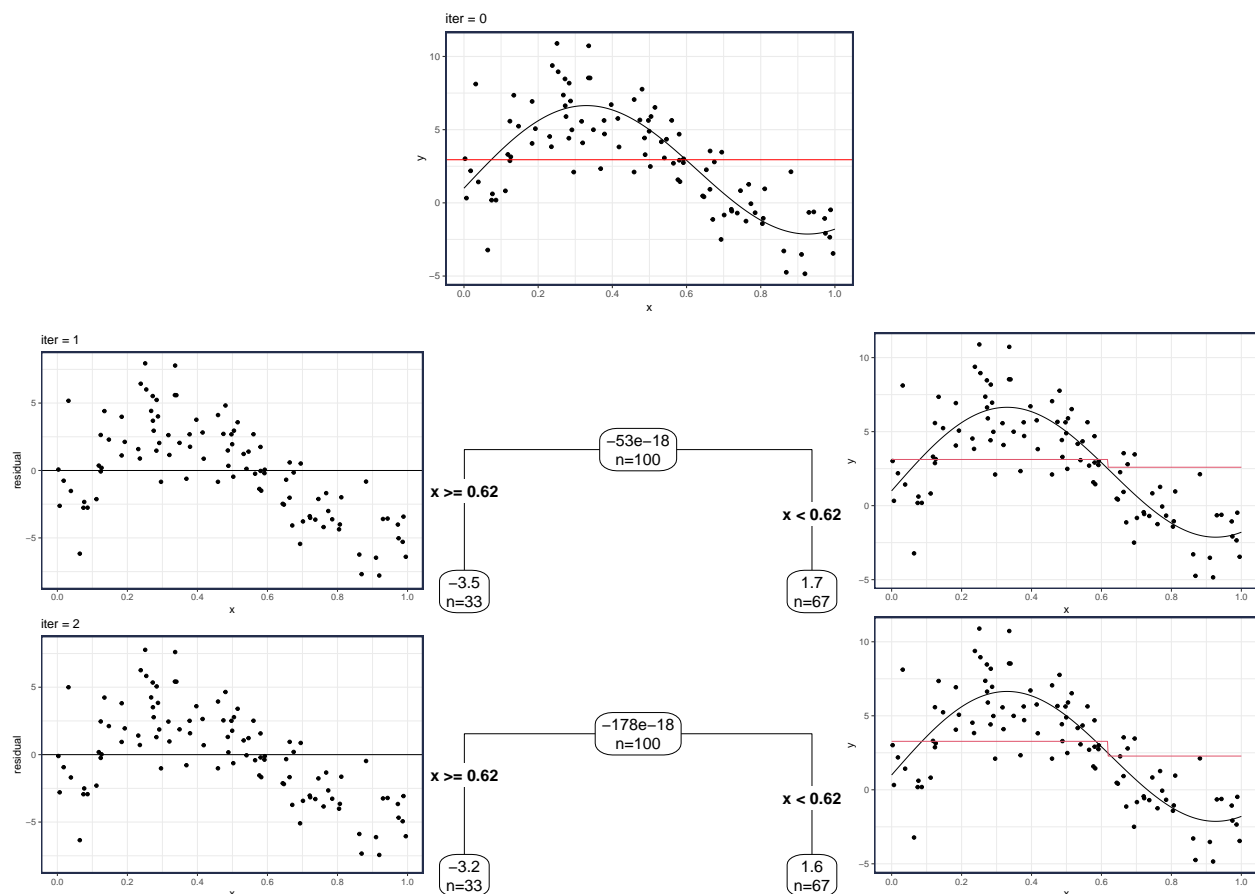 iter = 0
y
10
5
0
−5
0.0 0.2 0.4 0.6 0.8 1.0
x
iter = 1
residual
5
0
−5
0.0 0.2 0.4 0.6 0.8 1.0
x
−53e−18
n=100
x >= 0.62
x < 0.62
−3.5
n=33
1.7
n=67
y
10
5
0
−5
0.0 0.2 0.4 0.6 0.8 1.0
x
iter = 2
residual
5
0
−5
0.0 0.2 0.4 0.6 0.8 1.0
x
−178e−18
n=100
x >= 0.62
x < 0.62
−3.2
n=33
1.6
n=67
y
10
5
0
−5
0.0 0.2 0.4 0.6 0.8 1.0
x